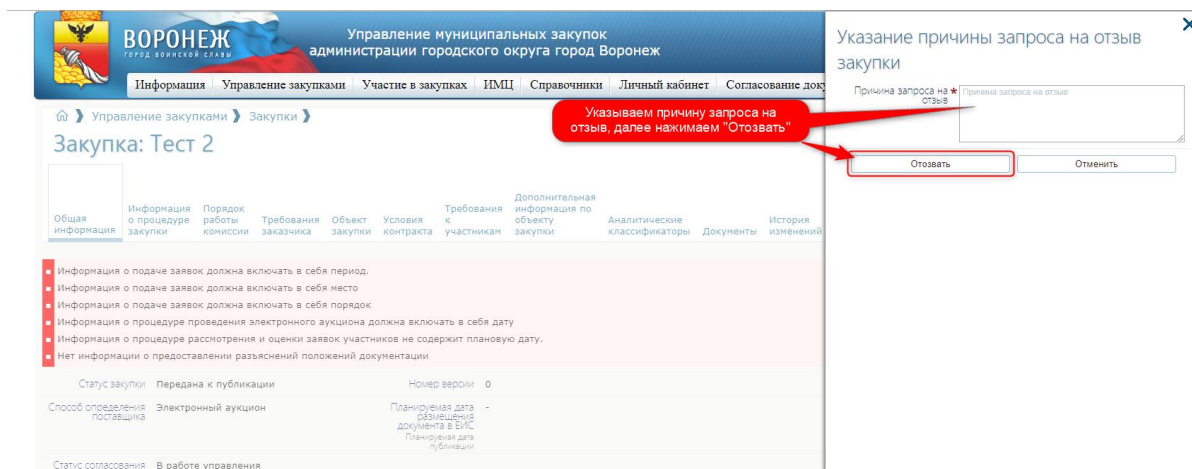 ВОРОНЕЖ
ГОРОД ВОИНСКОЙ СЛАВЫ
Управление муниципальных закупок
администрации городского округа город Воронеж
Информация Управление закупками Участие в закупках ИМЦ Справочники Личный кабинет Согласование доку
Управление закупками ❯ Закупки ❯
Закупка: Тест 2
Общая
информация
Информация
о процедуре
закупки
Порядок
работы
комиссии
Требования
заказчика
Объект
закупки
Условия
контракта
Требования
к
участникам
Дополнительная
информация по
объекту
закупки
Аналитические
классификаторы
Документы
История
изменений
Информация о подаче заявок должна включать в себя период.
Информация о подаче заявок должна включать в себя место
Информация о подаче заявок должна включать в себя порядок
Информация о процедуре проведения электронного аукциона должна включать в себя дату
Информация о процедуре рассмотрения и оценки заявок участников не содержит плановую дату.
Нет информации о предоставлении разъяснений положений документации
Статус закупки Передана к публикации
Номер версии 0
Способ определения
поставщика
Электронный аукцион
Планируемая дата
размещения
документа в ЕИС
Планируемая дата
публикации
-
Статус согласования В работе управления
Указание причины запроса на отзыв
закупки
Причина запроса на *
отзыв
Причина запроса на отзыв
Отозвать Отменить
Указываем причину запроса на
отзыв, далее нажимаем "Отозвать"